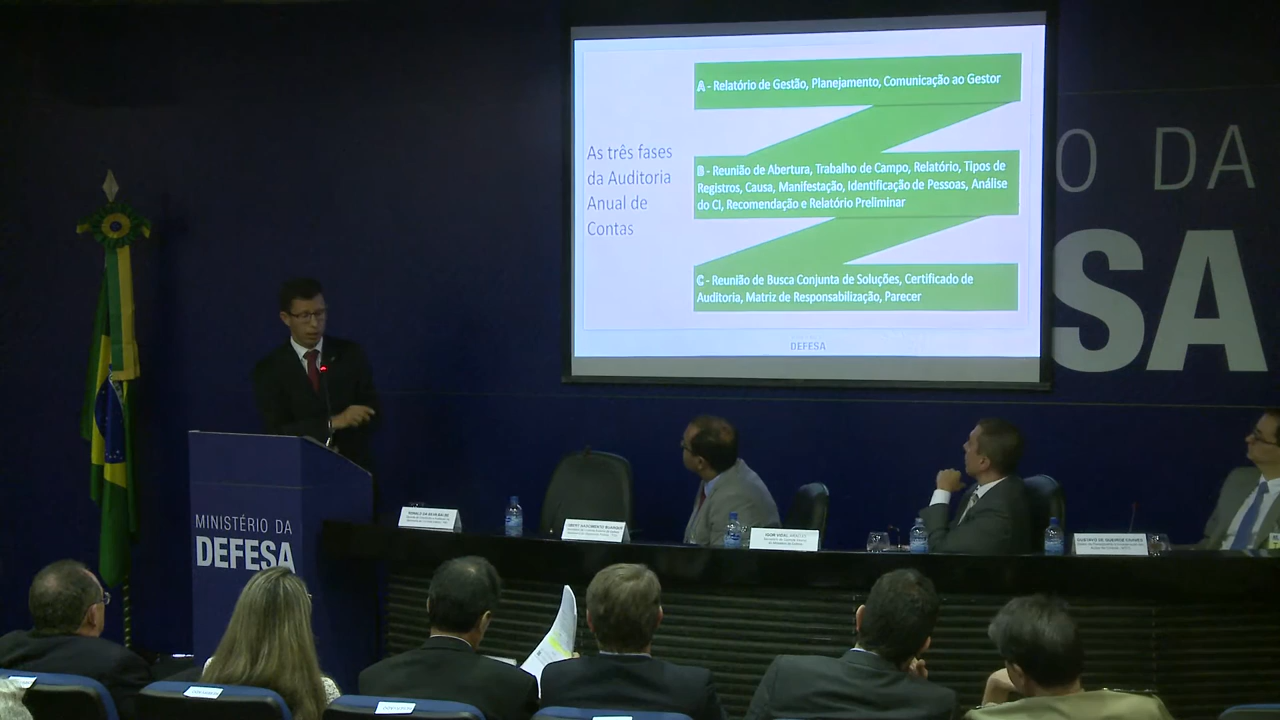 A - Relatório de Gestão, Planejamento, Comunicação ao Gestor
As três fases
da Auditoria
Anual de
Contas
B - Reunião de Abertura, Trabalho de Campo, Relatório, Tipos de
Registros, Causa, Manifestação, Identificação de Pessoas, Análise
do CI, Recomendação e Relatório Preliminar
C - Reunião de Busca Conjunta de Soluções, Certificado de
Auditoria, Matriz de Responsabilização, Parecer
DEFESA
O DA
SA
MINISTÉRIO DA
DEFESA